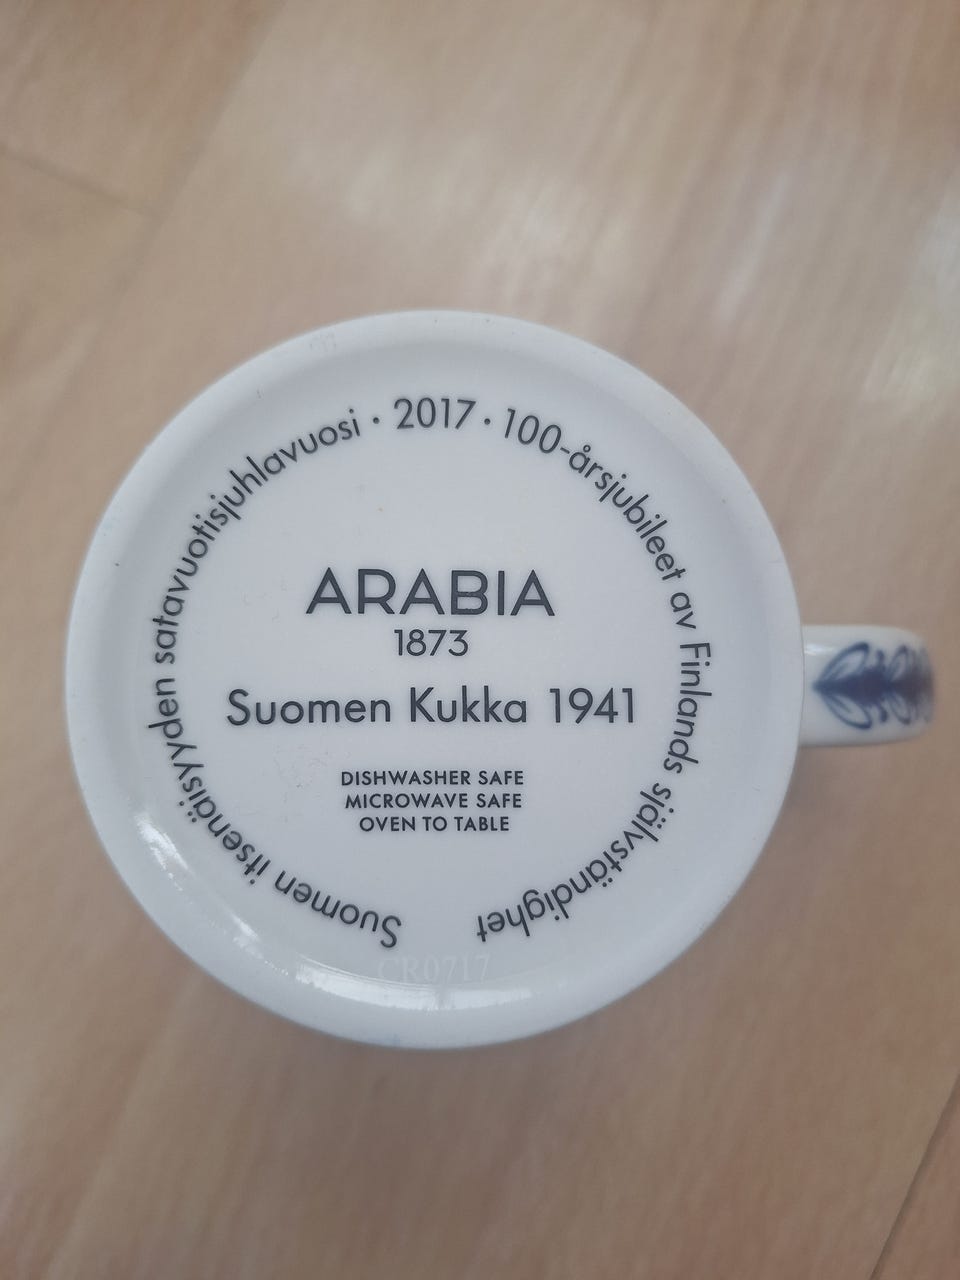 Suomen itsenäisyyden satavuotisjuhlavuosi · 2017 · 100-årsjubileet av Finlands självständighet
ARABIA
1873
Suomen Kukka 1941
DISHWASHER SAFE
MICROWAVE SAFE
OVEN TO TABLE
CR0717